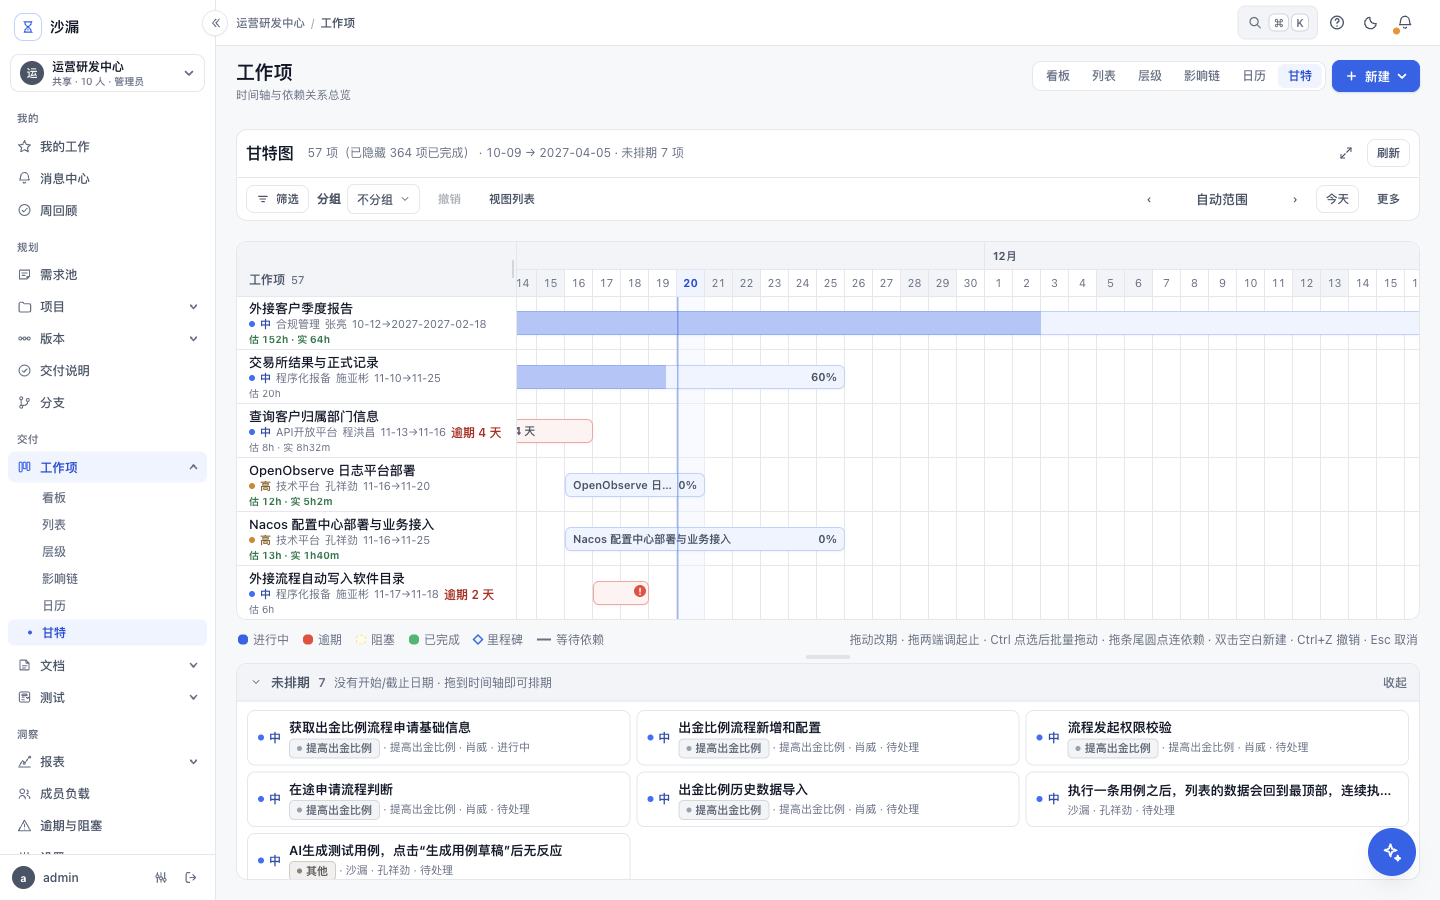 沙漏
运
运营研发中心
共享 · 10 人 · 管理员
我的
我的工作
消息中心
周回顾
规划
需求池
项目
版本
交付说明
分支
交付
工作项
看板
列表
层级
影响链
日历
甘特
文档
测试
洞察
报表
成员负载
逾期与阻塞
a admin
运营研发中心 / 工作项
⌘ K
工作项
时间轴与依赖关系总览
看板 列表 层级 影响链 日历 甘特
+ 新建
甘特图 57 项（已隐藏 364 项已完成） · 10-09 → 2027-04-05 · 未排期 7 项
刷新
筛选 分组 不分组 撤销 视图列表
‹ 自动范围 › 今天 更多
工作项 57
12月
14 15 16 17 18 19 20 21 22 23 24 25 26 27 28 29 30 1 2 3 4 5 6 7 8 9 10 11 12 13 14 15 1
外接客户季度报告
中 合规管理 张亮 10-12→2027-2027-02-18
估 152h · 实 64h
交易所结果与正式记录
中 程序化报备 施亚彬 11-10→11-25
估 20h
60%
查询客户归属部门信息
中 API开放平台 程洪昌 11-13→11-16 逾期 4 天
估 8h · 实 8h32m
4 天
OpenObserve 日志平台部署
高 技术平台 孔祥劲 11-16→11-20
估 12h · 实 5h2m
OpenObserve 日... 0%
Nacos 配置中心部署与业务接入
高 技术平台 孔祥劲 11-16→11-25
估 13h · 实 1h40m
Nacos 配置中心部署与业务接入 0%
外接流程自动写入软件目录
中 程序化报备 施亚彬 11-17→11-18 逾期 2 天
估 6h
!
进行中 逾期 阻塞 已完成 里程碑 等待依赖
拖动改期 · 拖两端调起止 · Ctrl 点选后批量拖动 · 拖条尾圆点连依赖 · 双击空白新建 · Ctrl+Z 撤销 · Esc 取消
未排期 7 没有开始/截止日期 · 拖到时间轴即可排期
收起
中 获取出金比例流程申请基础信息
提高出金比例 · 提高出金比例 · 肖威 · 进行中
中 出金比例流程新增和配置
提高出金比例 · 提高出金比例 · 肖威 · 待处理
中 流程发起权限校验
提高出金比例 · 提高出金比例 · 肖威 · 待处理
中 在途申请流程判断
提高出金比例 · 提高出金比例 · 肖威 · 待处理
中 出金比例历史数据导入
提高出金比例 · 提高出金比例 · 肖威 · 待处理
中 执行一条用例之后，列表的数据会回到最顶部，连续执...
沙漏 · 孔祥劲 · 待处理
中 AI生成测试用例，点击“生成用例草稿”后无反应
其他 · 沙漏 · 孔祥劲 · 待处理